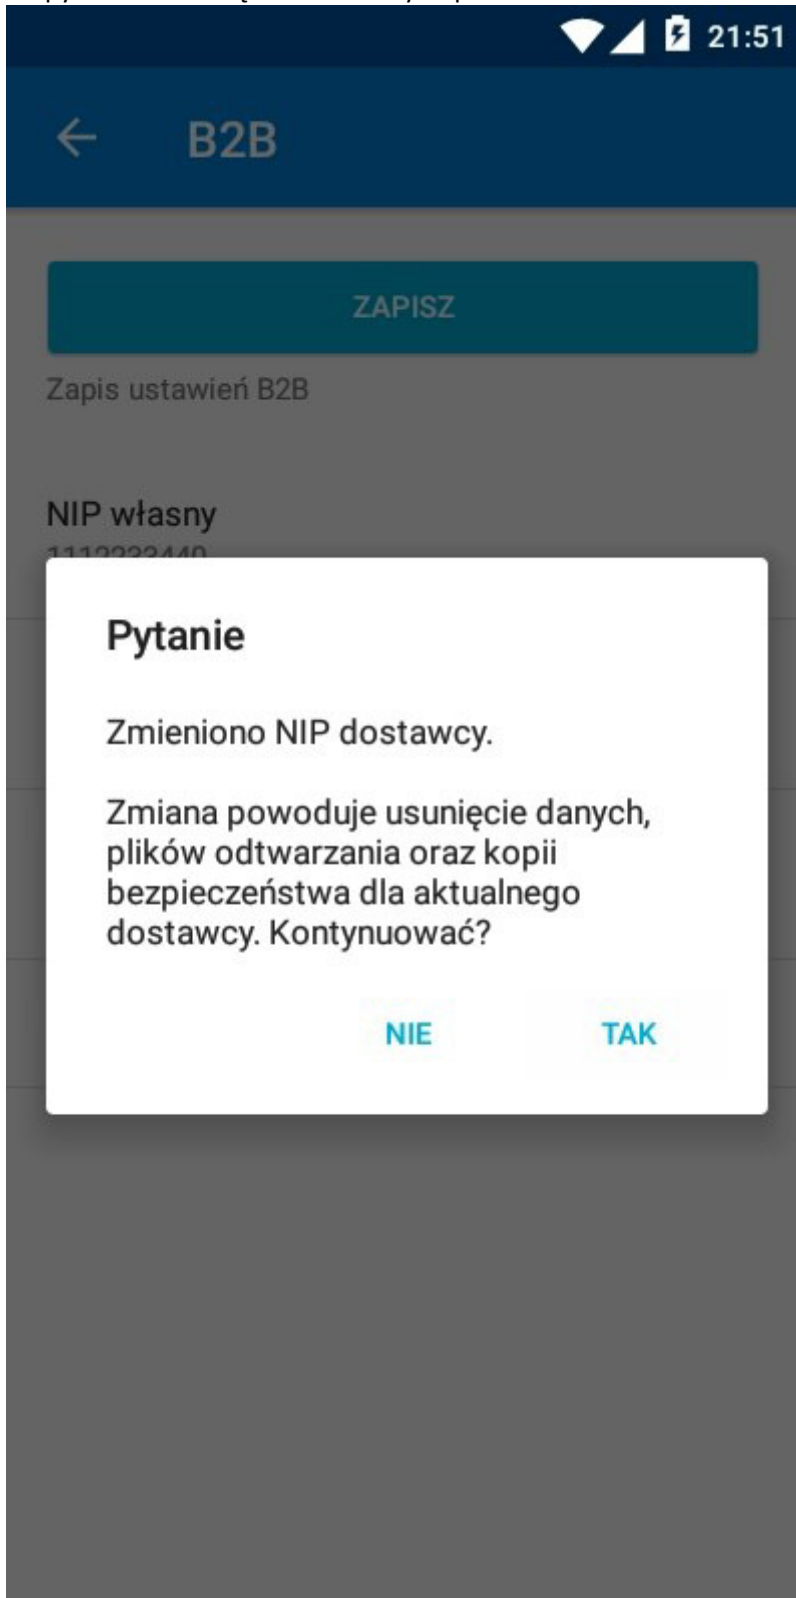 21:51
B2B
ZAPISZ
Zapis ustawień B2B
NIP własny
1112233440
Pytanie
Zmieniono NIP dostawcy.
Zmiana powoduje usunięcie danych,
plików odtwarzania oraz kopii
bezpieczeństwa dla aktualnego
dostawcy. Kontynuować?
NIE
TAK